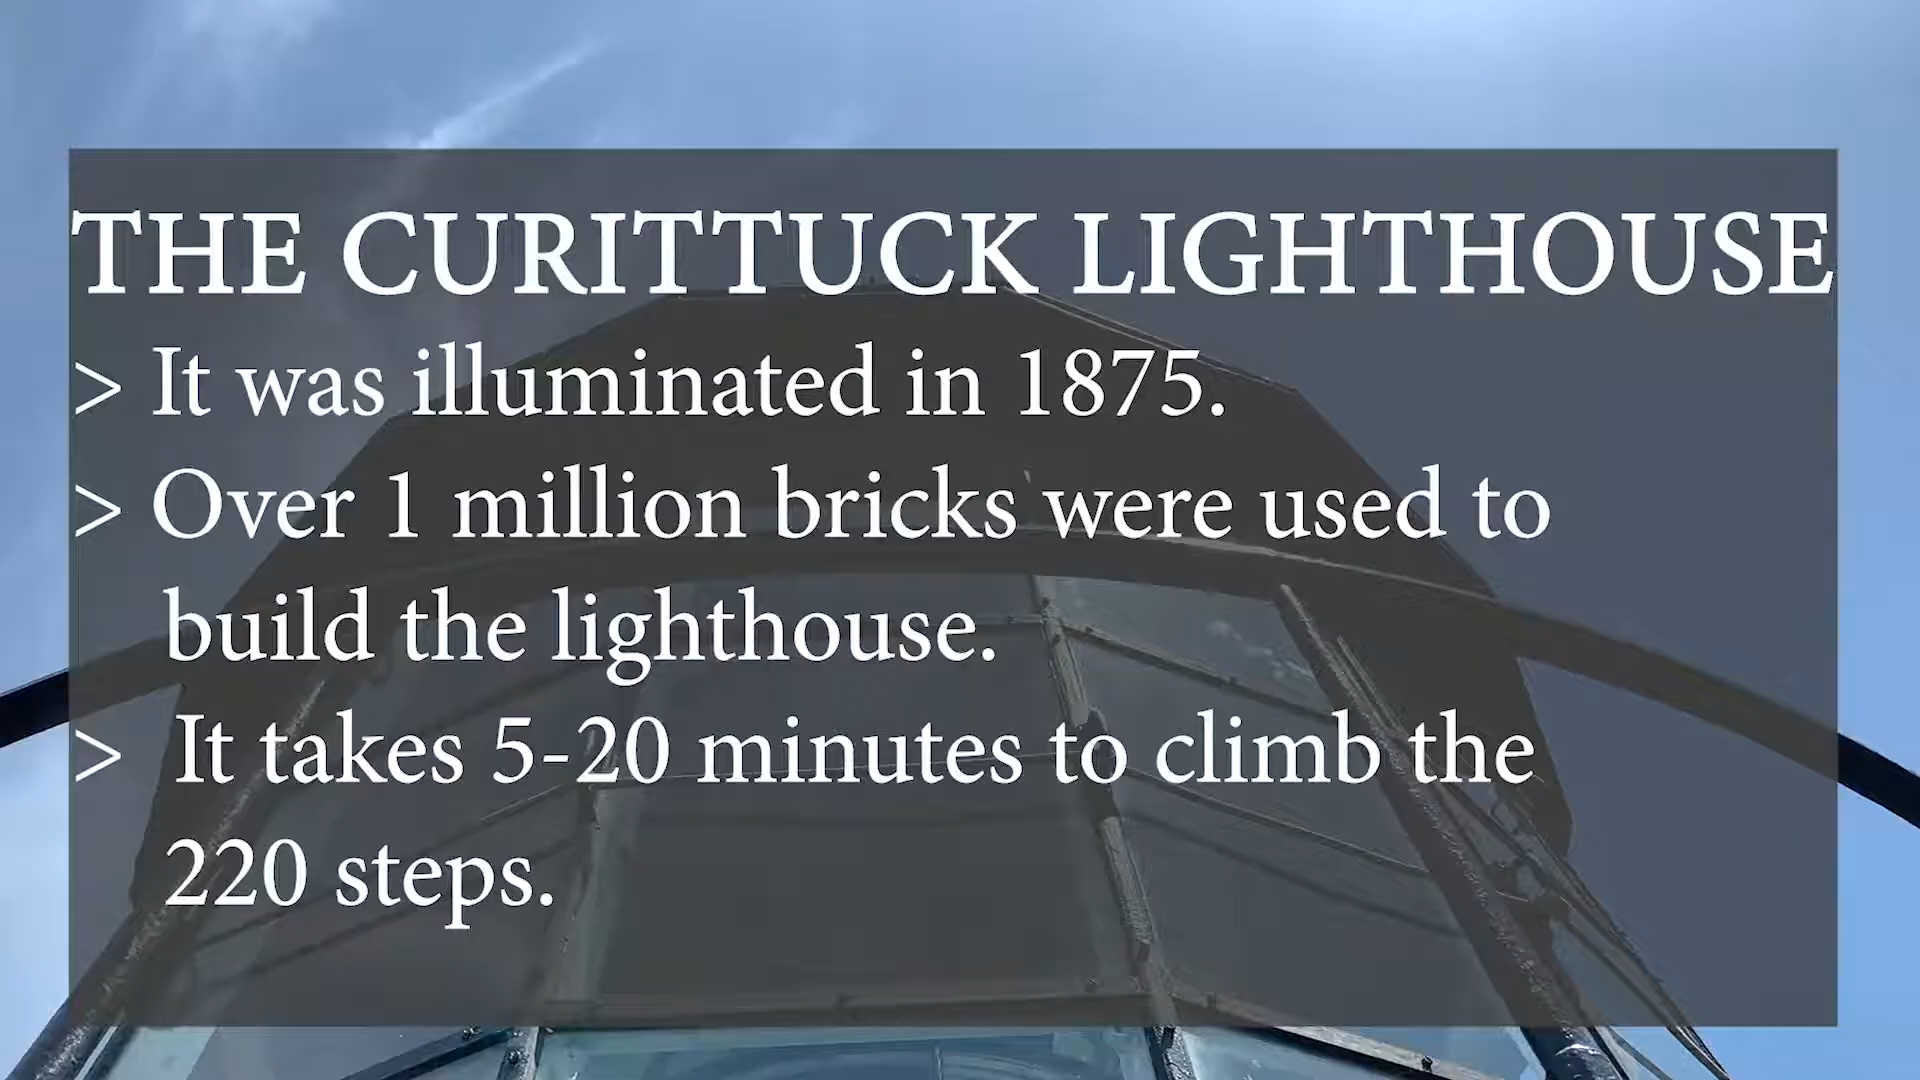 THE CURITTUCK LIGHTHOUSE
> It was illuminated in 1875.
> Over 1 million bricks were used to
build the lighthouse.
> It takes 5-20 minutes to climb the
220 steps.